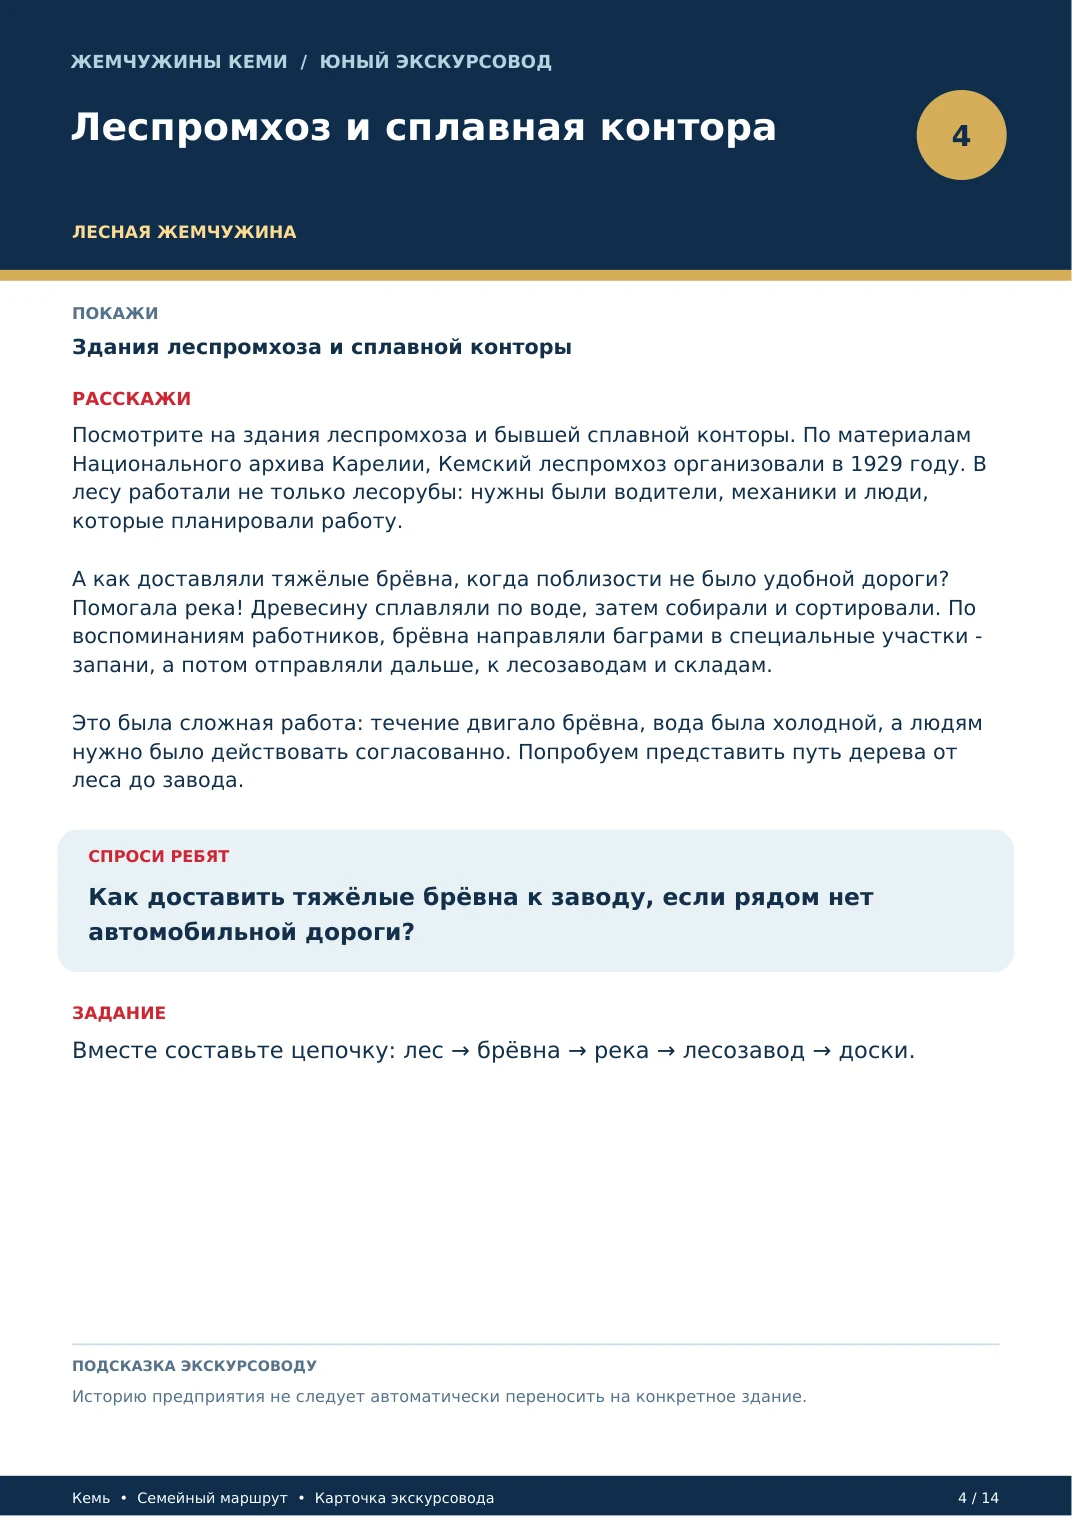 ЖЕМЧУЖИНЫ КЕМИ / ЮНЫЙ ЭКСКУРСОВОД
Леспромхоз и сплавная контора
4
ЛЕСНАЯ ЖЕМЧУЖИНА
ПОКАЖИ
Здания леспромхоза и сплавной конторы
РАССКАЖИ
Посмотрите на здания леспромхоза и бывшей сплавной конторы. По материалам
Национального архива Карелии, Кемский леспромхоз организовали в 1929 году. В
лесу работали не только лесорубы: нужны были водители, механики и люди,
которые планировали работу.
А как доставляли тяжёлые брёвна, когда поблизости не было удобной дороги?
Помогала река! Древесину сплавляли по воде, затем собирали и сортировали. По
воспоминаниям работников, брёвна направляли баграми в специальные участки -
запани, а потом отправляли дальше, к лесозаводам и складам.
Это была сложная работа: течение двигало брёвна, вода была холодной, а людям
нужно было действовать согласованно. Попробуем представить путь дерева от
леса до завода.
СПРОСИ РЕБЯТ
Как доставить тяжёлые брёвна к заводу, если рядом нет
автомобильной дороги?
ЗАДАНИЕ
Вместе составьте цепочку: лес → брёвна → река → лесозавод → доски.
ПОДСКАЗКА ЭКСКУРСОВОДУ
Историю предприятия не следует автоматически переносить на конкретное здание.
Кемь • Семейный маршрут • Карточка экскурсовода
4 / 14